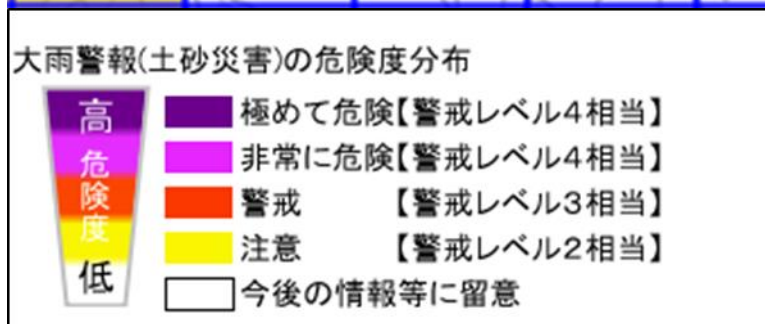 大雨警報(土砂災害)の危険度分布
高
危険度
低
極めて危険【警戒レベル4相当】
非常に危険【警戒レベル4相当】
警戒 【警戒レベル3相当】
注意 【警戒レベル2相当】
今後の情報等に留意